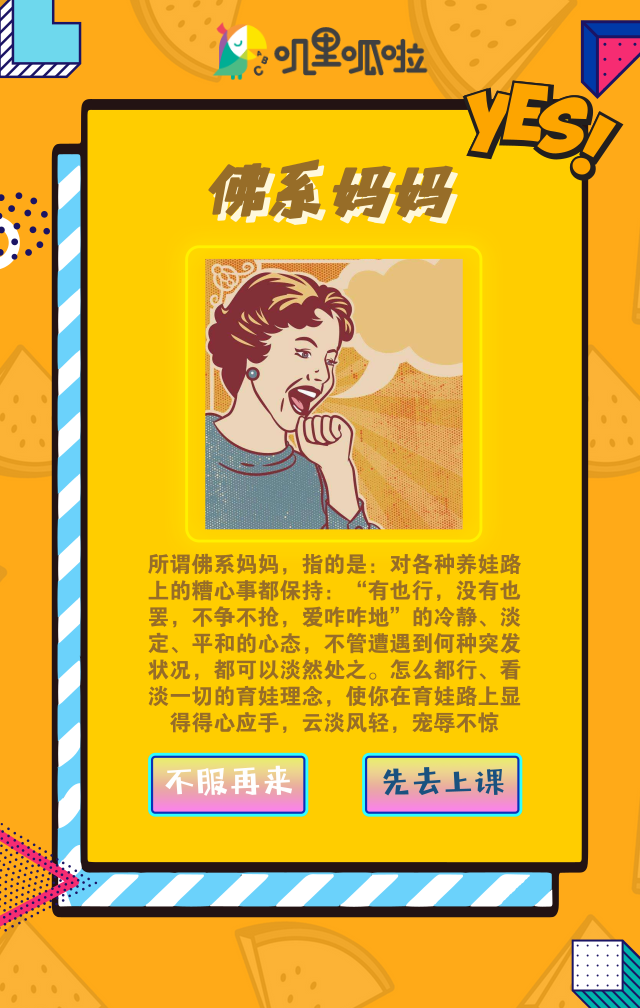 ABC
叽里呱啦
YES!
佛系妈妈
所谓佛系妈妈，指的是：对各种养娃路
上的糟心事都保持：“有也行，没有也
罢，不争不抢，爱咋咋地”的冷静、淡
定、平和的心态，不管遭遇到何种突发
状况，都可以淡然处之。怎么都行、看
淡一切的育娃理念，使你在育娃路上显
得得心应手，云淡风轻，宠辱不惊
不服再来
先去上课